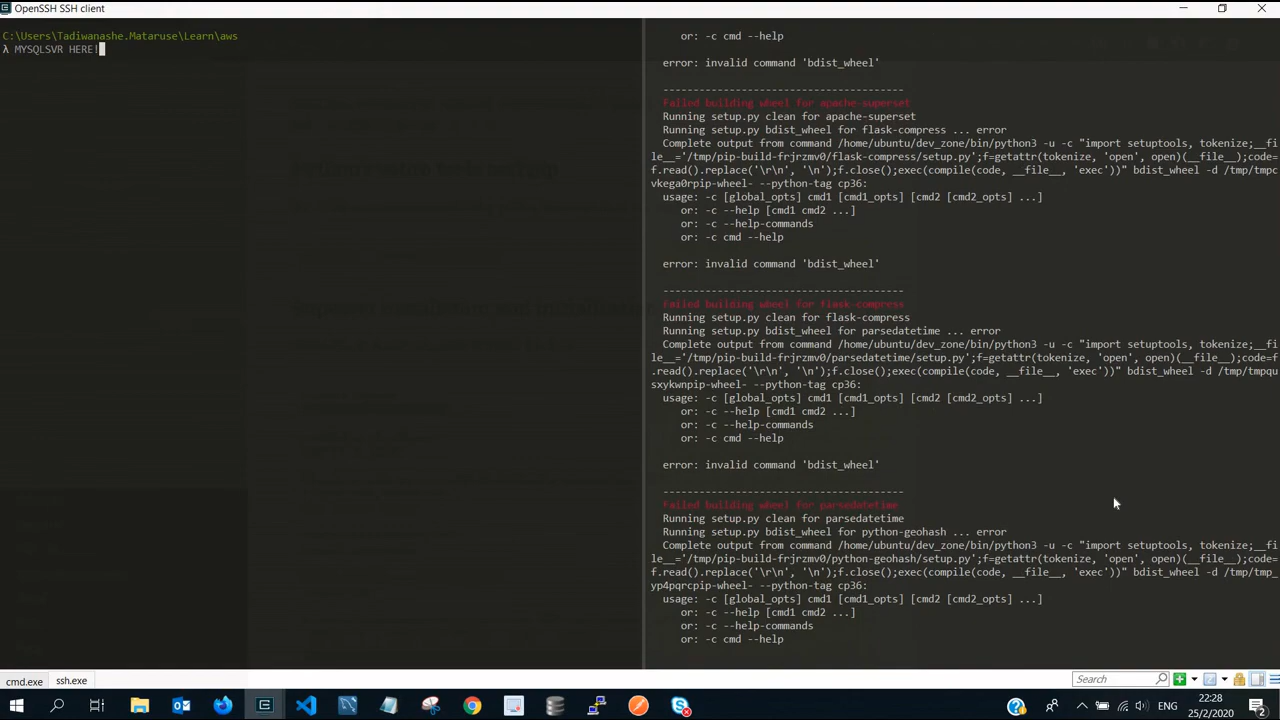 OpenSSH SSH client
C:\Users\Tadiwanashe.Mataruse\Learn\aws
λ MYSQLSVR HERE!
or: -c cmd --help
error: invalid command 'bdist_wheel'
----------------------------------------
Failed building wheel for apache-superset
Running setup.py clean for apache-superset
Running setup.py bdist_wheel for flask-compress ... error
Complete output from command /home/ubuntu/dev_zone/bin/python3 -u -c "import setuptools, tokenize;__fi
le__='/tmp/pip-build-frjrzmv0/flask-compress/setup.py';f=getattr(tokenize, 'open', open)(__file__);code=
f.read().replace('\r\n', '\n');f.close();exec(compile(code, __file__, 'exec'))" bdist_wheel -d /tmp/tmpc
vkega0rpip-wheel- --python-tag cp36:
usage: -c [global_opts] cmd1 [cmd1_opts] [cmd2 [cmd2_opts] ...]
or: -c --help [cmd1 cmd2 ...]
or: -c --help-commands
or: -c cmd --help
error: invalid command 'bdist_wheel'
----------------------------------------
Failed building wheel for flask-compress
Running setup.py clean for flask-compress
Running setup.py bdist_wheel for parsedatetime ... error
Complete output from command /home/ubuntu/dev_zone/bin/python3 -u -c "import setuptools, tokenize;__fi
le__='/tmp/pip-build-frjrzmv0/parsedatetime/setup.py';f=getattr(tokenize, 'open', open)(__file__);code=f
.read().replace('\r\n', '\n');f.close();exec(compile(code, __file__, 'exec'))" bdist_wheel -d /tmp/tmpqu
sxykwnpip-wheel- --python-tag cp36:
usage: -c [global_opts] cmd1 [cmd1_opts] [cmd2 [cmd2_opts] ...]
or: -c --help [cmd1 cmd2 ...]
or: -c --help-commands
or: -c cmd --help
error: invalid command 'bdist_wheel'
----------------------------------------
Failed building wheel for parsedatetime
Running setup.py clean for parsedatetime
Running setup.py bdist_wheel for python-geohash ... error
Complete output from command /home/ubuntu/dev_zone/bin/python3 -u -c "import setuptools, tokenize;__fi
le__='/tmp/pip-build-frjrzmv0/python-geohash/setup.py';f=getattr(tokenize, 'open', open)(__file__);code=
f.read().replace('\r\n', '\n');f.close();exec(compile(code, __file__, 'exec'))" bdist_wheel -d /tmp/tmp_
yp4pqrcpip-wheel- --python-tag cp36:
usage: -c [global_opts] cmd1 [cmd1_opts] [cmd2 [cmd2_opts] ...]
or: -c --help [cmd1 cmd2 ...]
or: -c --help-commands
or: -c cmd --help
cmd.exe
ssh.exe
Search
ENG
22:28
25/2/2020
2